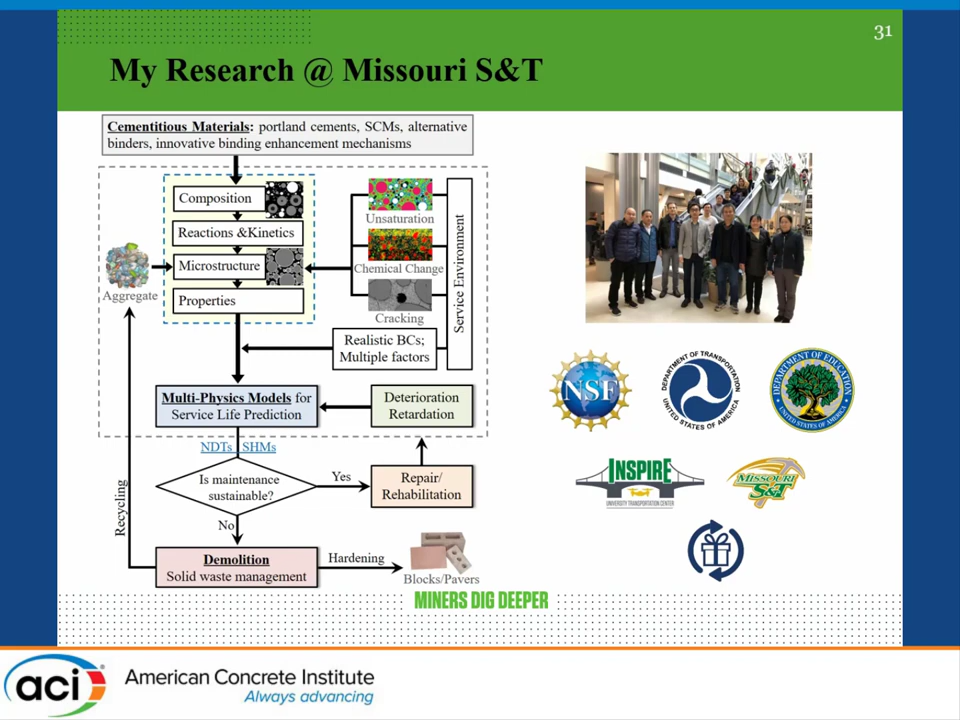 31
My Research @ Missouri S&T
Cementitious Materials: portland cements, SCMs, alternative
binders, innovative binding enhancement mechanisms
Composition
Reactions &Kinetics
Microstructure
Properties
Aggregate
Unsaturation
Chemical Change
Cracking
Service Environment
Realistic BCs;
Multiple factors
Multi-Physics Models for
Service Life Prediction
Deterioration
Retardation
NDTs SHMs
Is maintenance
sustainable?
Yes
Repair/
Rehabilitation
No
Recycling
Demolition
Solid waste management
Hardening
Blocks/Pavers
MINERS DIG DEEPER
NSF
DEPARTMENT OF TRANSPORTATION
UNITED STATES OF AMERICA
DEPARTMENT OF EDUCATION
UNITED STATES OF AMERICA
INSPIRE
UNIVERSITY TRANSPORTATION CENTER
MISSOURI
S&T
aci
American Concrete Institute
Always advancing